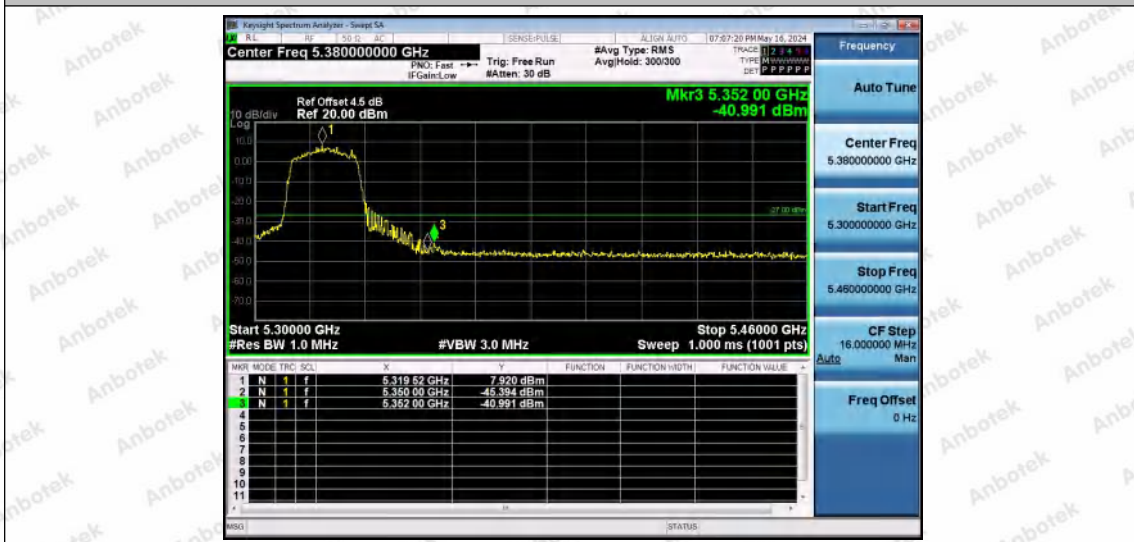 Keysight Spectrum Analyzer - Swept SA
RL RF 50 Ω AC SENSE:PULSE ALIGN AUTO 07:07:20 PM May 16, 2024
Center Freq 5.380000000 GHz
PNO: Fast
IFGain:Low
Trig: Free Run
#Atten: 30 dB
#Avg Type: RMS
Avg|Hold: 300/300
TRACE 1 2 3 4 5 6
TYPE MWWWWW
DET P P P P P P
Mkr3 5.352 00 GHz
-40.991 dBm
Ref Offset 4.5 dB
Ref 20.00 dBm
10 dB/div
Log
10.0
0.00
-10.0
-20.0
-30.0
-40.0
-50.0
-60.0
-70.0
1
3
-27.00 dBm
Start 5.30000 GHz
Stop 5.46000 GHz
#Res BW 1.0 MHz
#VBW 3.0 MHz
Sweep 1.000 ms (1001 pts)
MKR MODE TRC SCL X Y FUNCTION FUNCTION WIDTH FUNCTION VALUE
1 N 1 f 5.319 52 GHz 7.920 dBm
2 N 1 f 5.350 00 GHz -45.394 dBm
3 N 1 f 5.352 00 GHz -40.991 dBm
4
5
6
7
8
9
10
11
MSG STATUS
Frequency
Auto Tune
Center Freq
5.380000000 GHz
Start Freq
5.300000000 GHz
Stop Freq
5.460000000 GHz
CF Step
16.000000 MHz
Auto Man
Freq Offset
0 Hz
Anbotek